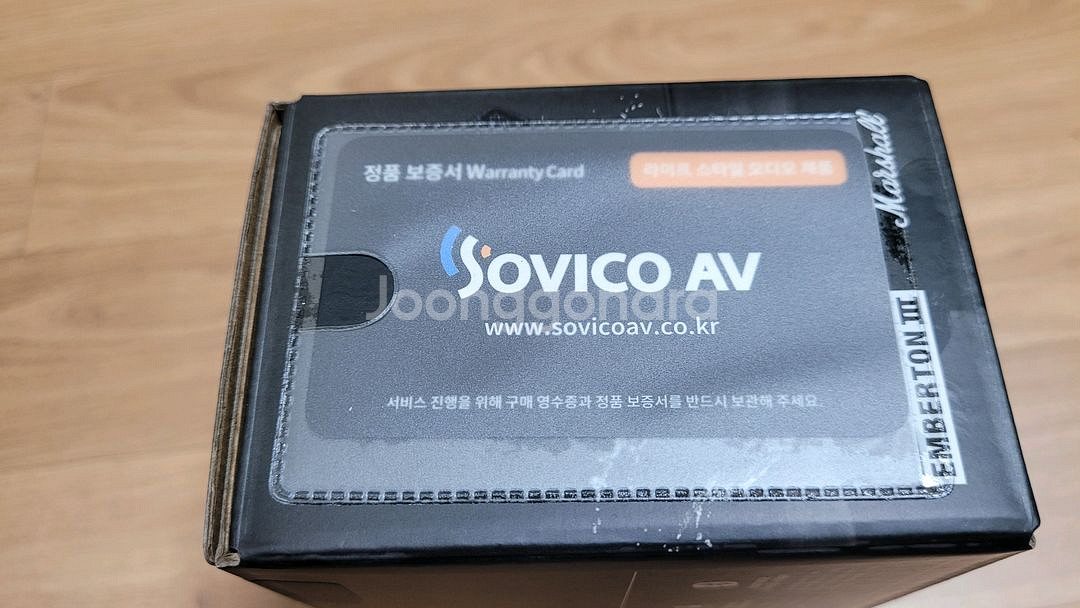 정품 보증서 Warranty Card
라이프 스타일 오디오 제품
SOVICO AV
Joonggonara
www.sovicoav.co.kr
서비스 진행을 위해 구매 영수증과 정품 보증서를 반드시 보관해 주세요.
Marshall
EMBERTON III